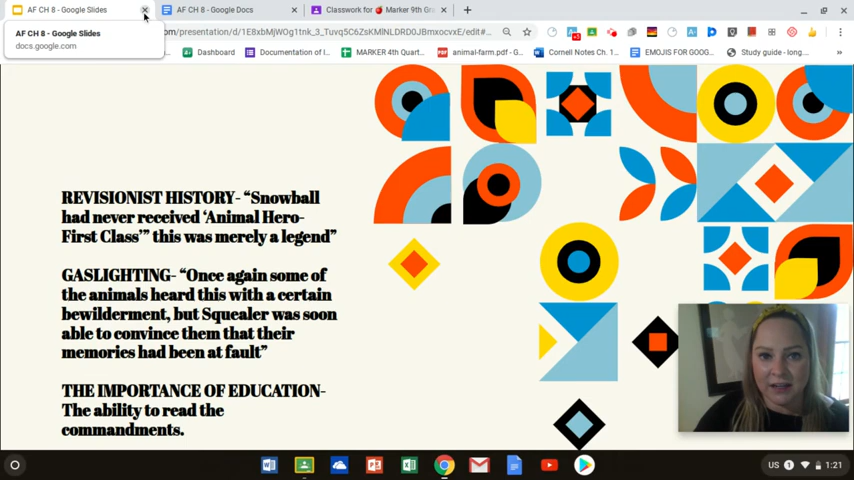 AF CH 8 - Google Slides
AF CH 8 - Google Docs
Classwork for 🍎 Marker 9th Gra
AF CH 8 - Google Slides
docs.google.com
.com/presentation/d/
/edit#
Dashboard
Documentation of I
MARKER 4th Quart
animal-farm.pdf
Cornell Notes Ch. 1
EMOJIS FOR GOOG
Study guide - long
»
REVISIONIST HISTORY- “Snowball
had never received ‘Animal Hero-
First Class’” this was merely a legend”
GASLIGHTING- “Once again some of
the animals heard this with a certain
bewilderment, but Squealer was soon
able to convince them that their
memories had been at fault”
THE IMPORTANCE OF EDUCATION-
The ability to read the
commandments.
US
1
1:21